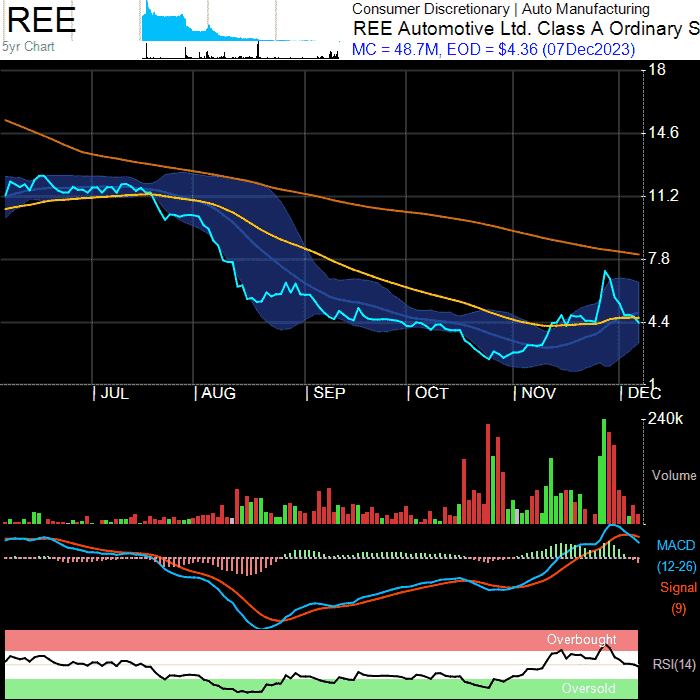 REE
5yr Chart
Consumer Discretionary | Auto Manufacturing
REE Automotive Ltd. Class A Ordinary S
MC = 48.7M, EOD = $4.36 (07Dec2023)
18
14.6
11.2
7.8
4.4
1
| JUL | AUG | SEP | OCT | NOV | DEC
240k
Volume
MACD
(12-26)
Signal
(9)
Overbought
RSI(14)
Oversold